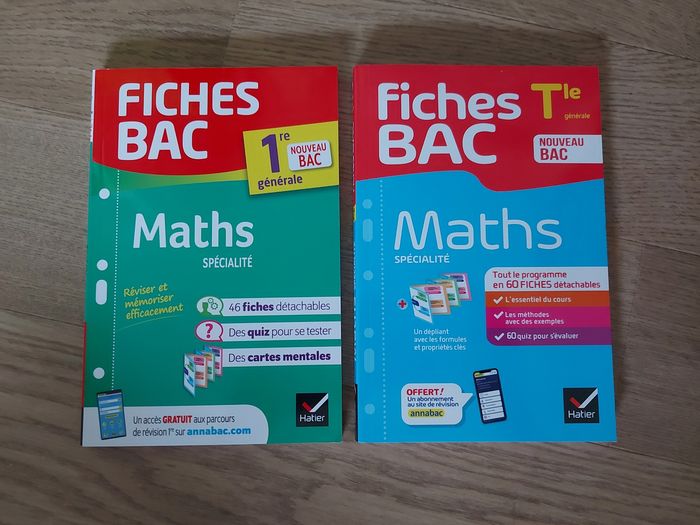 FICHES
BAC
1re
générale
NOUVEAU
BAC
Maths
SPÉCIALITÉ
Réviser et
mémoriser
efficacement
46 fiches détachables
? Des quiz pour se tester
Des cartes mentales
Un accès GRATUIT aux parcours
de révision 1re sur annabac.com
Hatier
fiches
BAC
Tle
générale
NOUVEAU
BAC
Maths
SPÉCIALITÉ
Tout le programme
en 60 FICHES détachables
L'essentiel du cours
Les méthodes
avec des exemples
60 quiz pour s'évaluer
+
Un dépliant
avec les formules
et propriétés clés
OFFERT !
Un abonnement
au site de révision
annabac
Hatier